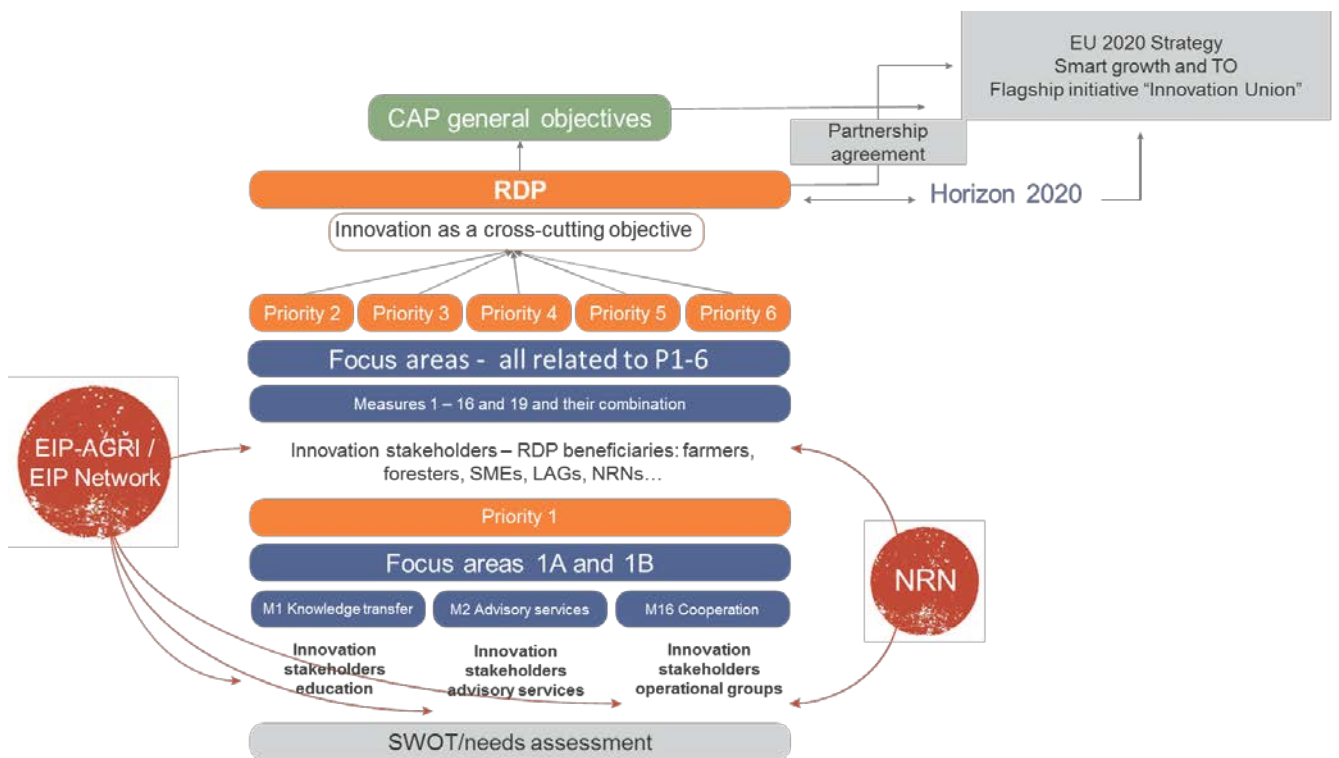 EU 2020 Strategy
Smart growth and TO
Flagship initiative “Innovation Union”
CAP general objectives
Partnership
agreement
RDP
Horizon 2020
Innovation as a cross-cutting objective
Priority 2
Priority 3
Priority 4
Priority 5
Priority 6
Focus areas - all related to P1-6
Measures 1 – 16 and 19 and their combination
EIP-AGRI /
EIP Network
Innovation stakeholders – RDP beneficiaries: farmers,
foresters, SMEs, LAGs, NRNs…
Priority 1
Focus areas 1A and 1B
NRN
M1 Knowledge transfer
M2 Advisory services
M16 Cooperation
Innovation
stakeholders
education
Innovation
stakeholders
advisory services
Innovation
stakeholders
operational groups
SWOT/needs assessment